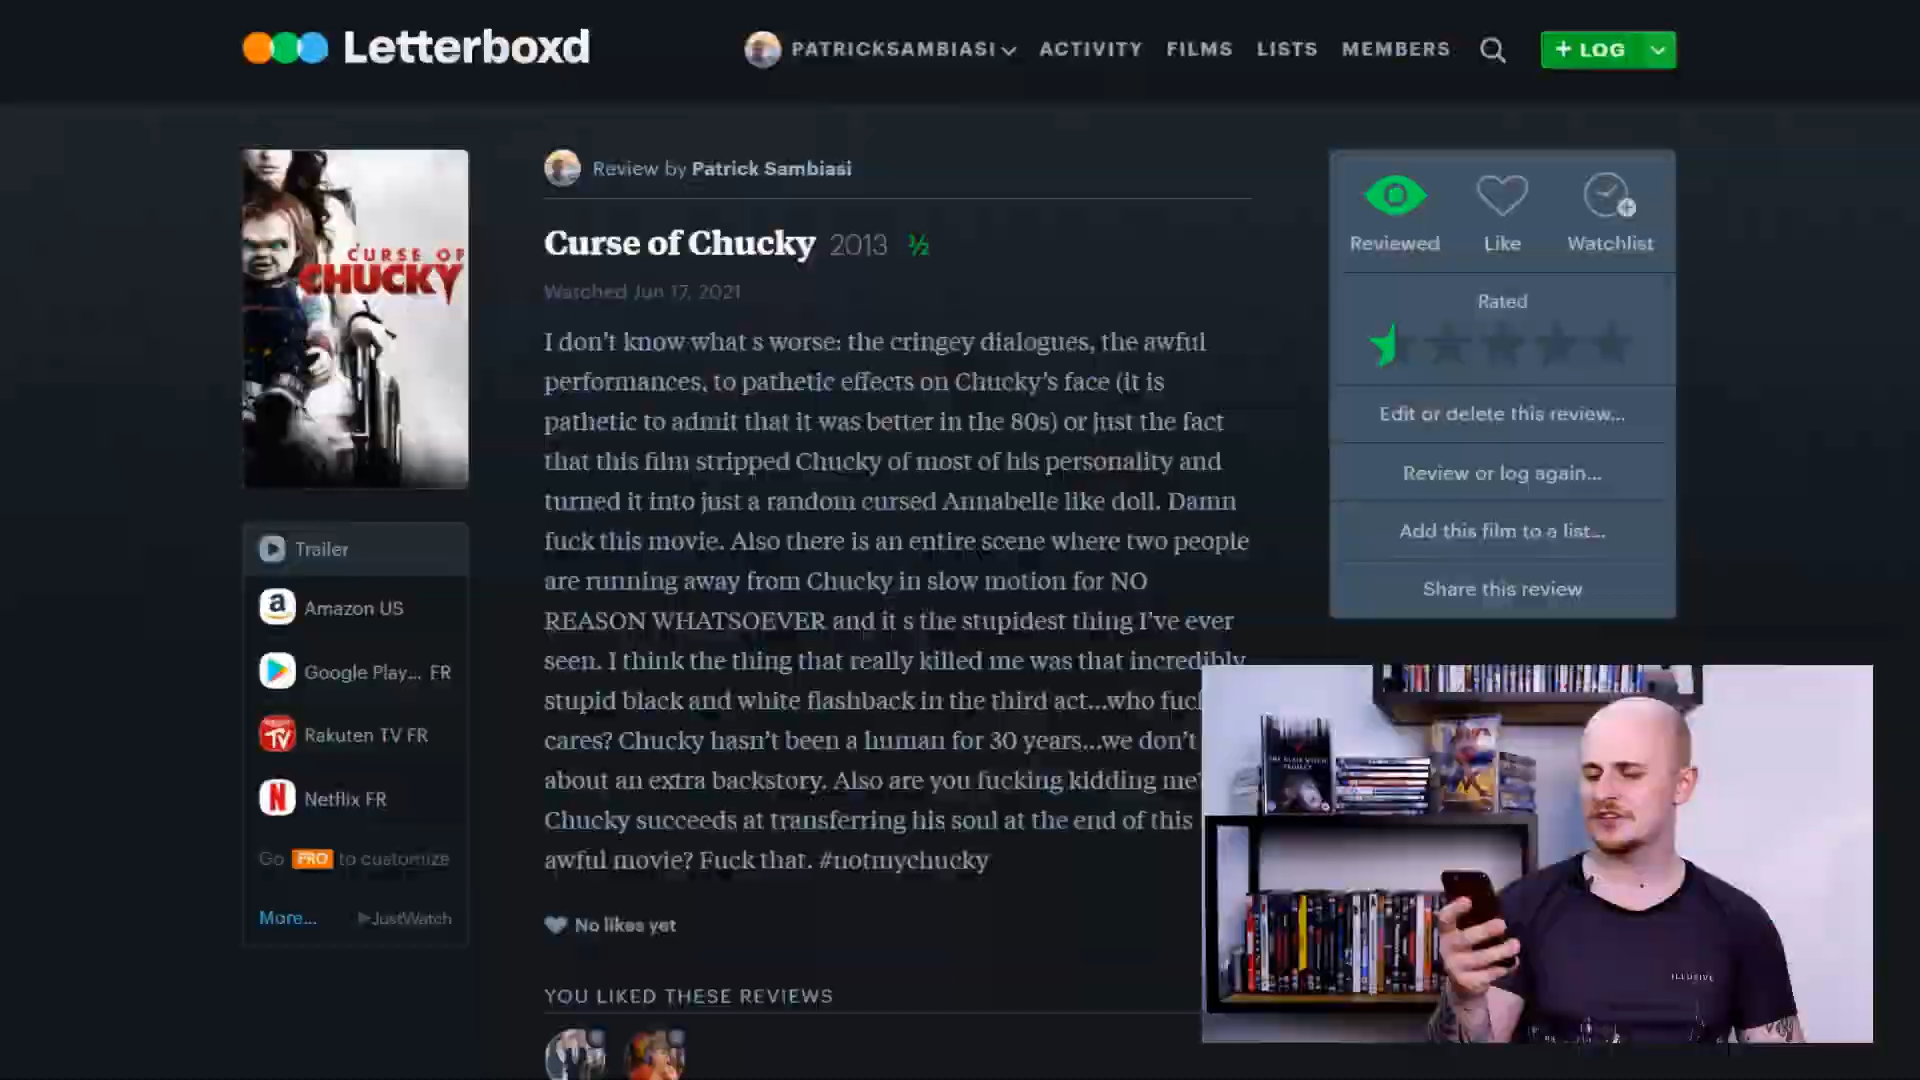 Letterboxd
PATRICKSAMBIASI ACTIVITY FILMS LISTS MEMBERS + LOG
Review by Patrick Sambiasi
CURSE OF
CHUCKY
Curse of Chucky 2013 ½
Watched Jun 17, 2021
I don't know what s worse: the cringey dialogues, the awful
performances, to pathetic effects on Chucky's face (it is
pathetic to admit that it was better in the 80s) or just the fact
that this film stripped Chucky of most of his personality and
turned it into just a random cursed Annabelle like doll. Damn
fuck this movie. Also there is an entire scene where two people
are running away from Chucky in slow motion for NO
REASON WHATSOEVER and it s the stupidest thing I've ever
seen. I think the thing that really killed me was that incredibly
stupid black and white flashback in the third act...who fuc
cares? Chucky hasn't been a human for 30 years...we don't
about an extra backstory. Also are you fucking kidding me
Chucky succeeds at transferring his soul at the end of this
awful movie? Fuck that. #notmychucky
No likes yet
YOU LIKED THESE REVIEWS
Trailer
Amazon US
Google Play... FR
Rakuten TV FR
Netflix FR
Go PRO to customize
More... JustWatch
Reviewed Like Watchlist
Rated
Edit or delete this review...
Review or log again...
Add this film to a list...
Share this review
THE BLAIR WITCH
PROJECT
ILLUSIVE